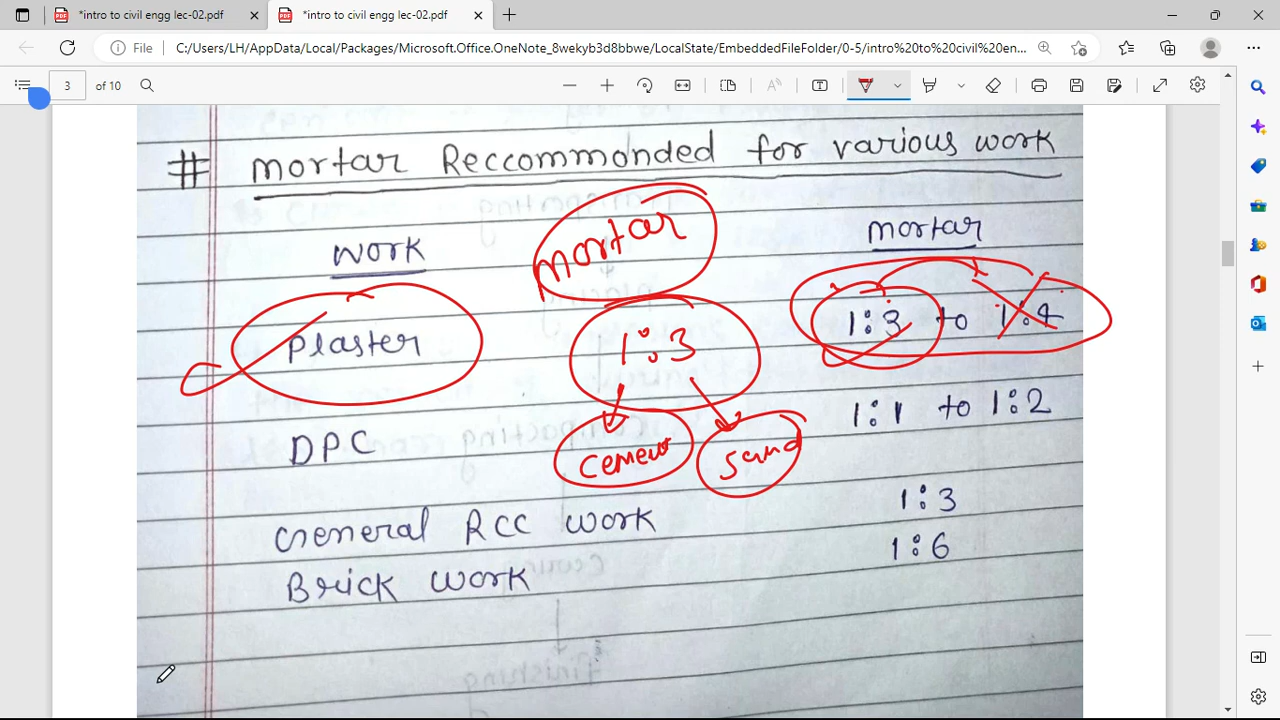 *intro to civil engg lec-02.pdf
*intro to civil engg lec-02.pdf
File
C:/Users/LH/AppData/Local/Packages/Microsoft.Office.OneNote_8wekyb3d8bbwe/LocalState/EmbeddedFileFolder/0-5/intro%20to%20civil%20en...
3 of 10
# mortar Reccommonded for various work
work
mortar
mortar
Plaster
1:3
1:3 to 1:4
cement
sand
DPC
1:1 to 1:2
General RCC work
1:3
Brick work
1:6